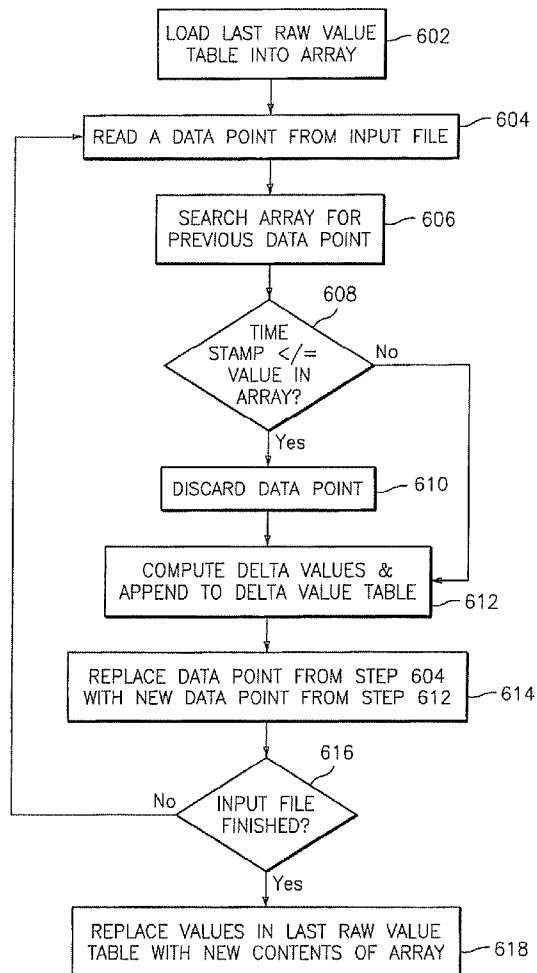 LOAD LAST RAW VALUE
TABLE INTO ARRAY
602
READ A DATA POINT FROM INPUT FILE
604
SEARCH ARRAY FOR
PREVIOUS DATA POINT
606
608
TIME
STAMP </=
VALUE IN
ARRAY?
No
Yes
DISCARD DATA POINT
610
COMPUTE DELTA VALUES &
APPEND TO DELTA VALUE TABLE
612
REPLACE DATA POINT FROM STEP 604
WITH NEW DATA POINT FROM STEP 612
614
616
No
INPUT FILE
FINISHED?
Yes
REPLACE VALUES IN LAST RAW VALUE
TABLE WITH NEW CONTENTS OF ARRAY
618